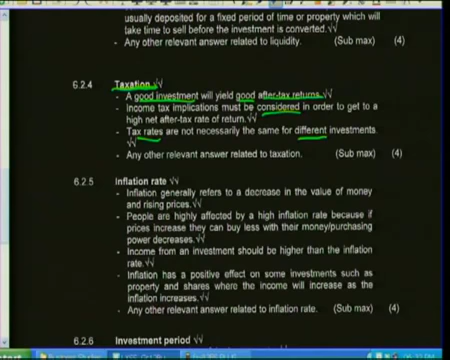 usually deposited for a fixed period of time or property which will
take time to sell before the investment is converted.√√
- Any other relevant answer related to liquidity. (Sub max) (4)
6.2.4 Taxation √√
- A good investment will yield good after-tax returns. √√
- Income tax implications must be considered in order to get to a
high net after-tax rate of return.√√
- Tax rates are not necessarily the same for different investments
√√
- Any other relevant answer related to taxation. (Sub max) (4)
6.2.5 Inflation rate √√
- Inflation generally refers to a decrease in the value of money
and rising prices.√√
- People are highly affected by a high inflation rate because if
prices increase they can buy less with their money/purchasing
power decreases.√√
- Income from an investment should be higher than the inflation
rate.√√
- Inflation has a positive effect on some investments such as
property and shares where the income will increase as the
inflation increases.√√
- Any other relevant answer related to inflation rate. (Sub max) (4)
6.2.6 Investment period √√